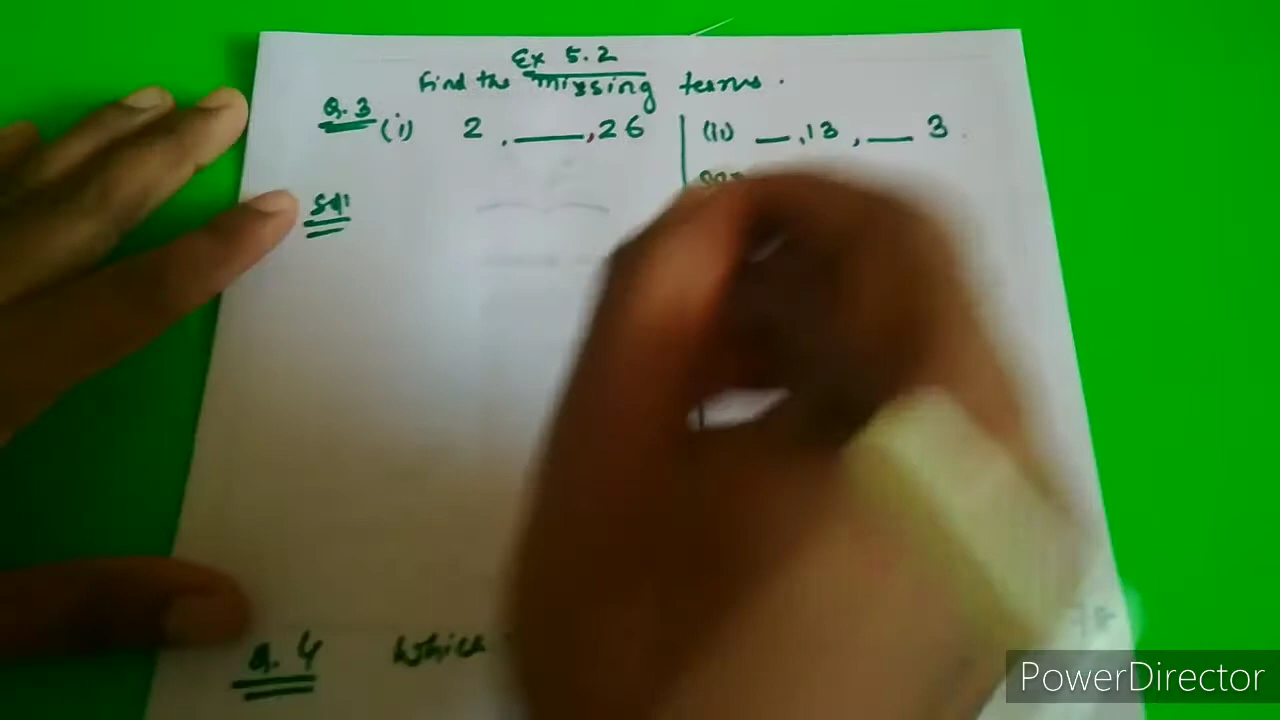 Ex 5.2
Find the missing terms.
Q.3 (i) 2, ___, 26
(ii) __, 13, __ 3
Sol
Q.4 Which
PowerDirector